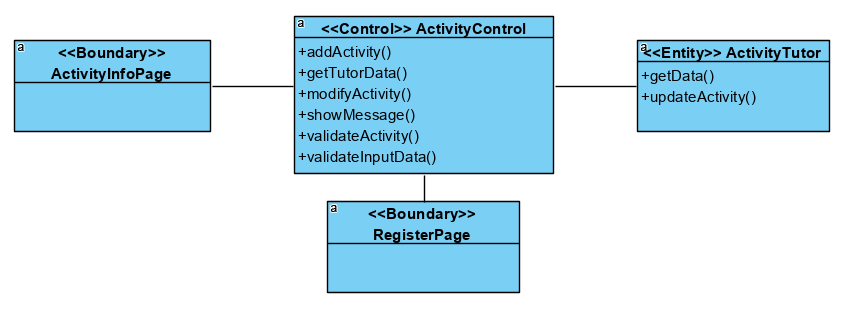 a
<<Boundary>>
ActivityInfoPage
a
<<Control>> ActivityControl
+addActivity()
+getTutorData()
+modifyActivity()
+showMessage()
+validateActivity()
+validateInputData()
a
<<Entity>> ActivityTutor
+getData()
+updateActivity()
a
<<Boundary>>
RegisterPage